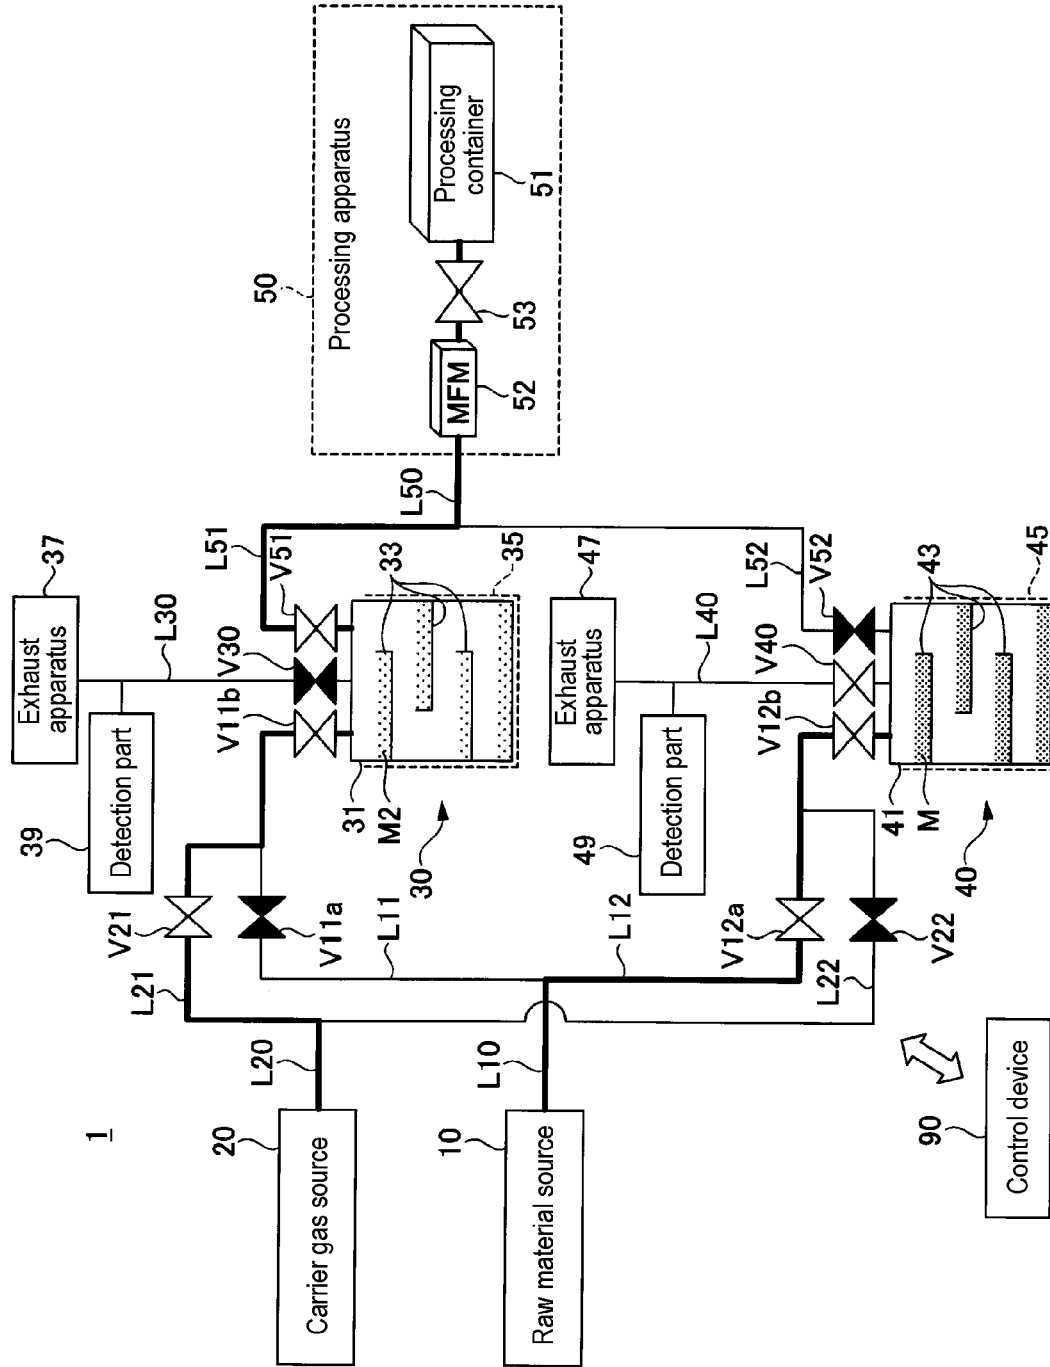 1
Carrier gas source
20
Raw material source
10
Control device
90
L20
L10
L21
V21
L11
V11a
L12
V12a
L22
V22
Exhaust
apparatus
37
Detection part
39
L30
V11b
V30
V51
L51
31
M2
33
35
30
Exhaust
apparatus
47
Detection part
49
L40
V12b
V40
V52
L52
41
M
43
45
40
L50
50
Processing apparatus
MFM
52
53
Processing
container
51